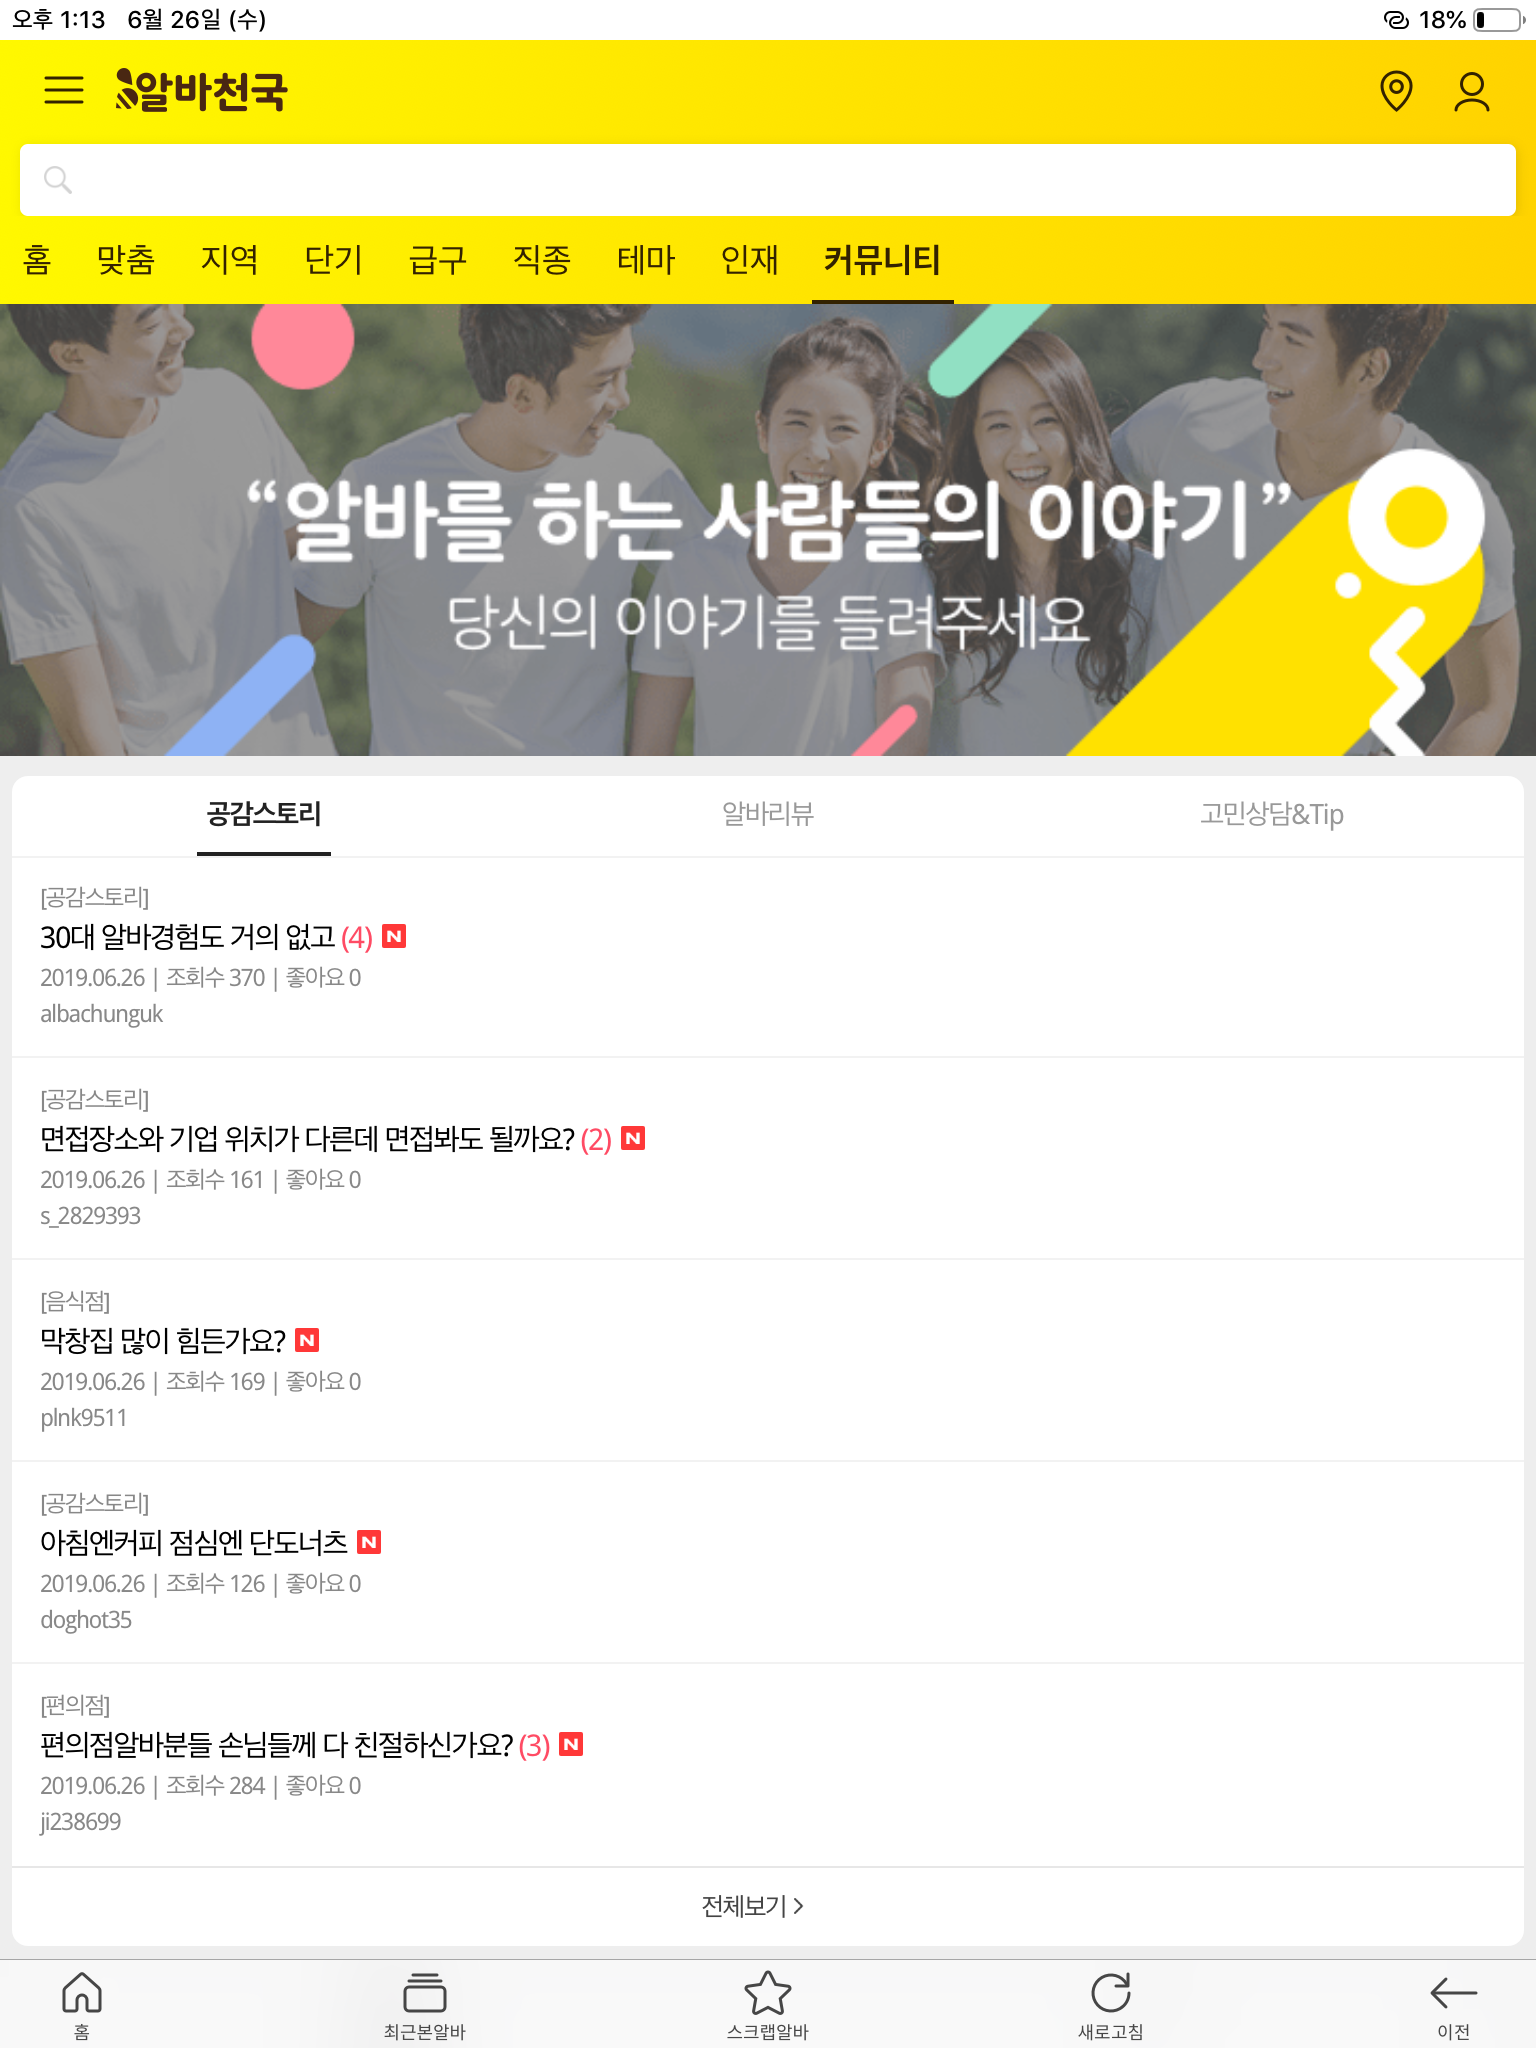 오후 1:13 6월 26일 (수) 18%
알바천국
홈 맞춤 지역 단기 급구 직종 테마 인재 커뮤니티
“알바를 하는 사람들의 이야기”
당신의 이야기를 들려주세요
공감스토리 알바리뷰 고민상담&Tip
[공감스토리]
30대 알바경험도 거의 없고 (4) N
2019.06.26 | 조회수 370 | 좋아요 0
albachunguk
[공감스토리]
면접장소와 기업 위치가 다른데 면접봐도 될까요? (2) N
2019.06.26 | 조회수 161 | 좋아요 0
s_2829393
[음식점]
막창집 많이 힘든가요? N
2019.06.26 | 조회수 169 | 좋아요 0
plnk9511
[공감스토리]
아침엔커피 점심엔 단도너츠 N
2019.06.26 | 조회수 126 | 좋아요 0
doghot35
[편의점]
편의점알바분들 손님들께 다 친절하신가요? (3) N
2019.06.26 | 조회수 284 | 좋아요 0
ji238699
전체보기 >
홈 최근본알바 스크랩알바 새로고침 이전